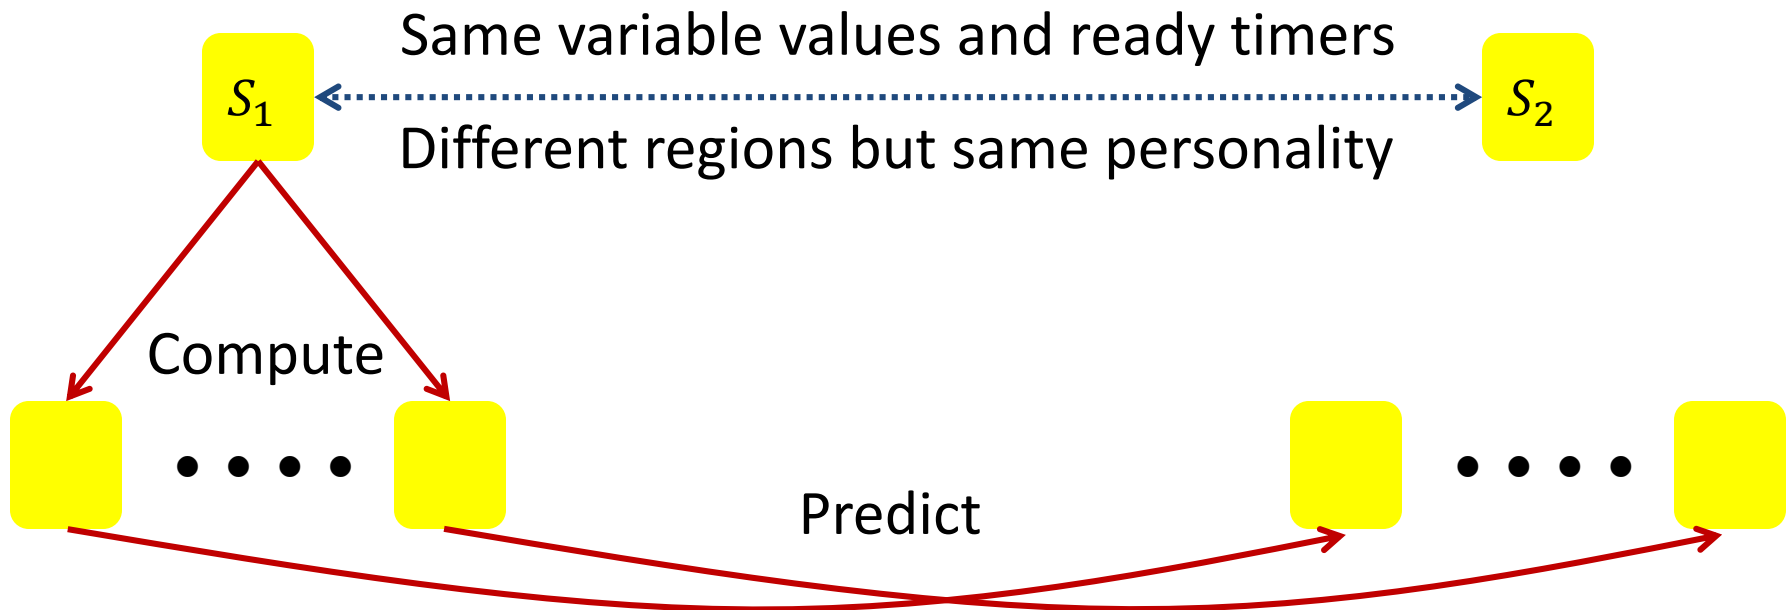 Same variable values and ready timers
S₁
S₂
Different regions but same personality
Compute
Predict